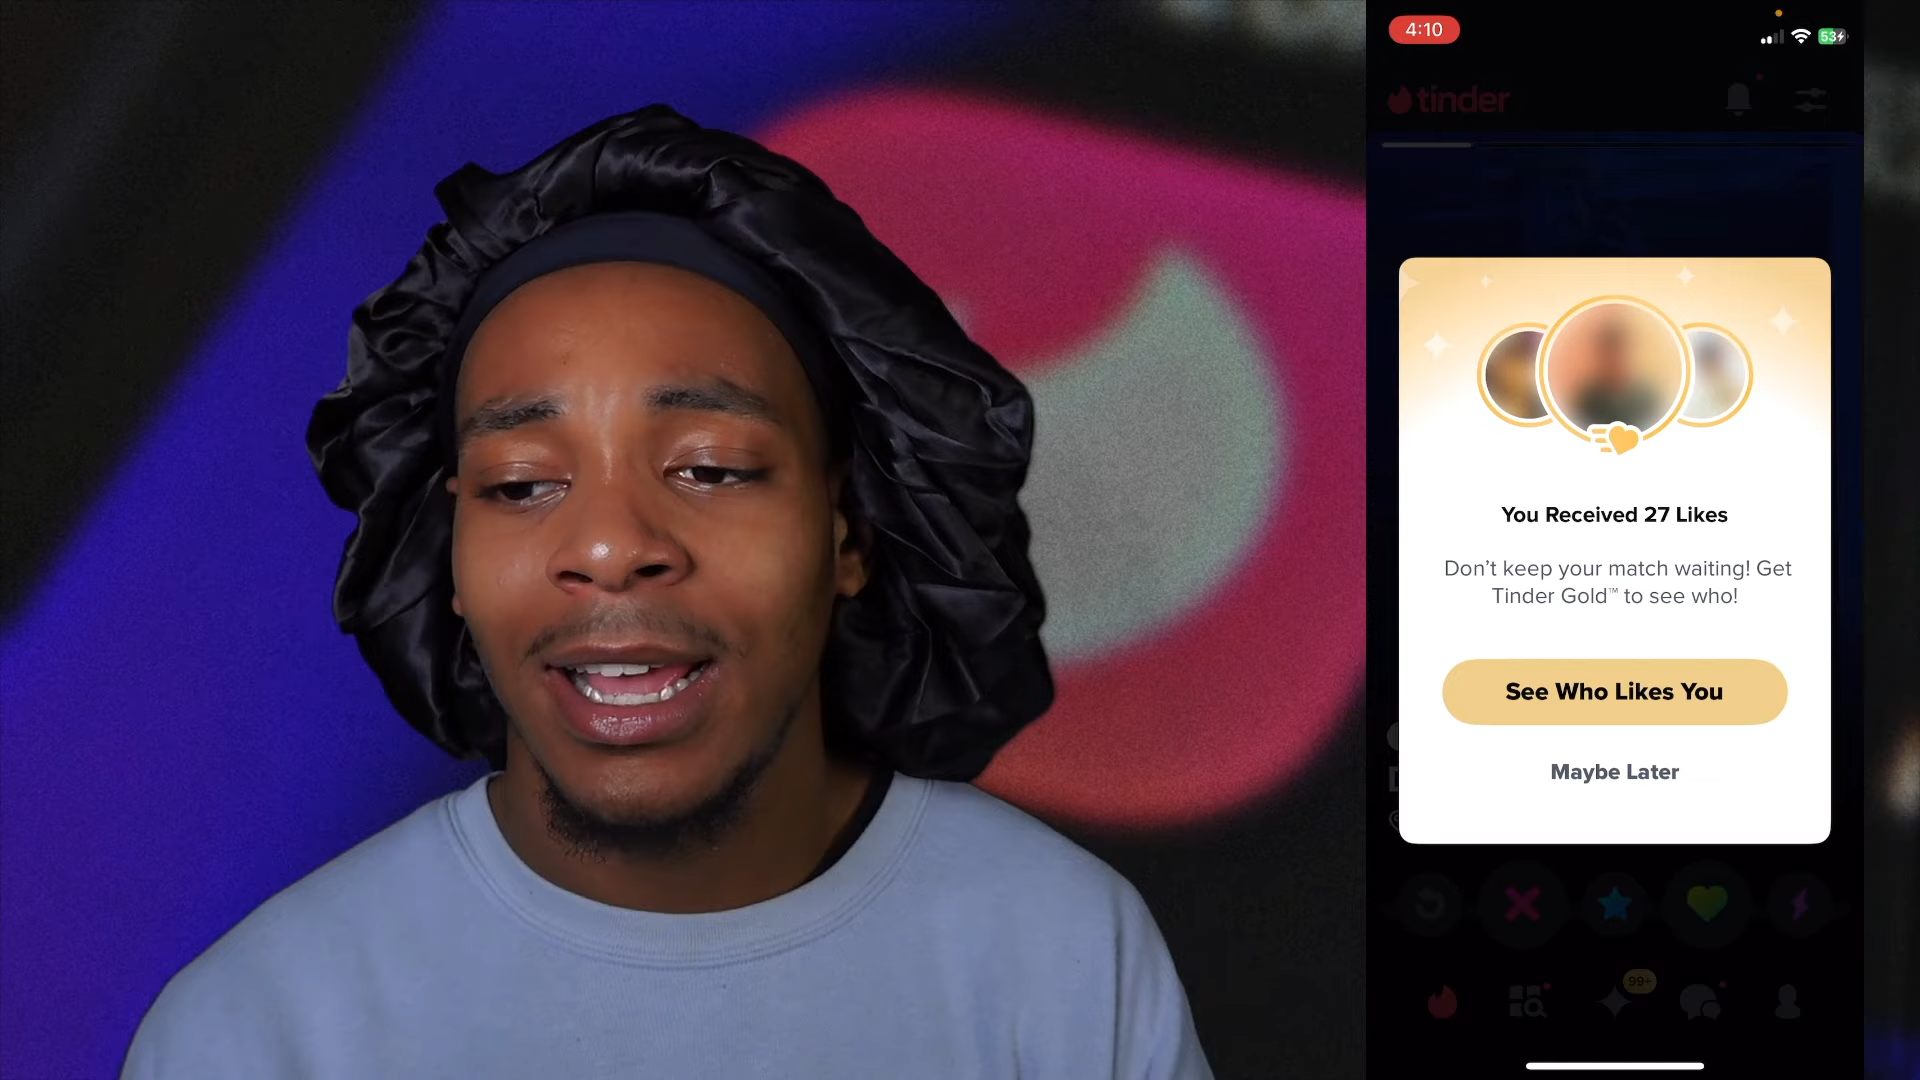 4:10
53
tinder
You Received 27 Likes
Don’t keep your match waiting! Get
Tinder Gold™ to see who!
See Who Likes You
Maybe Later
99+